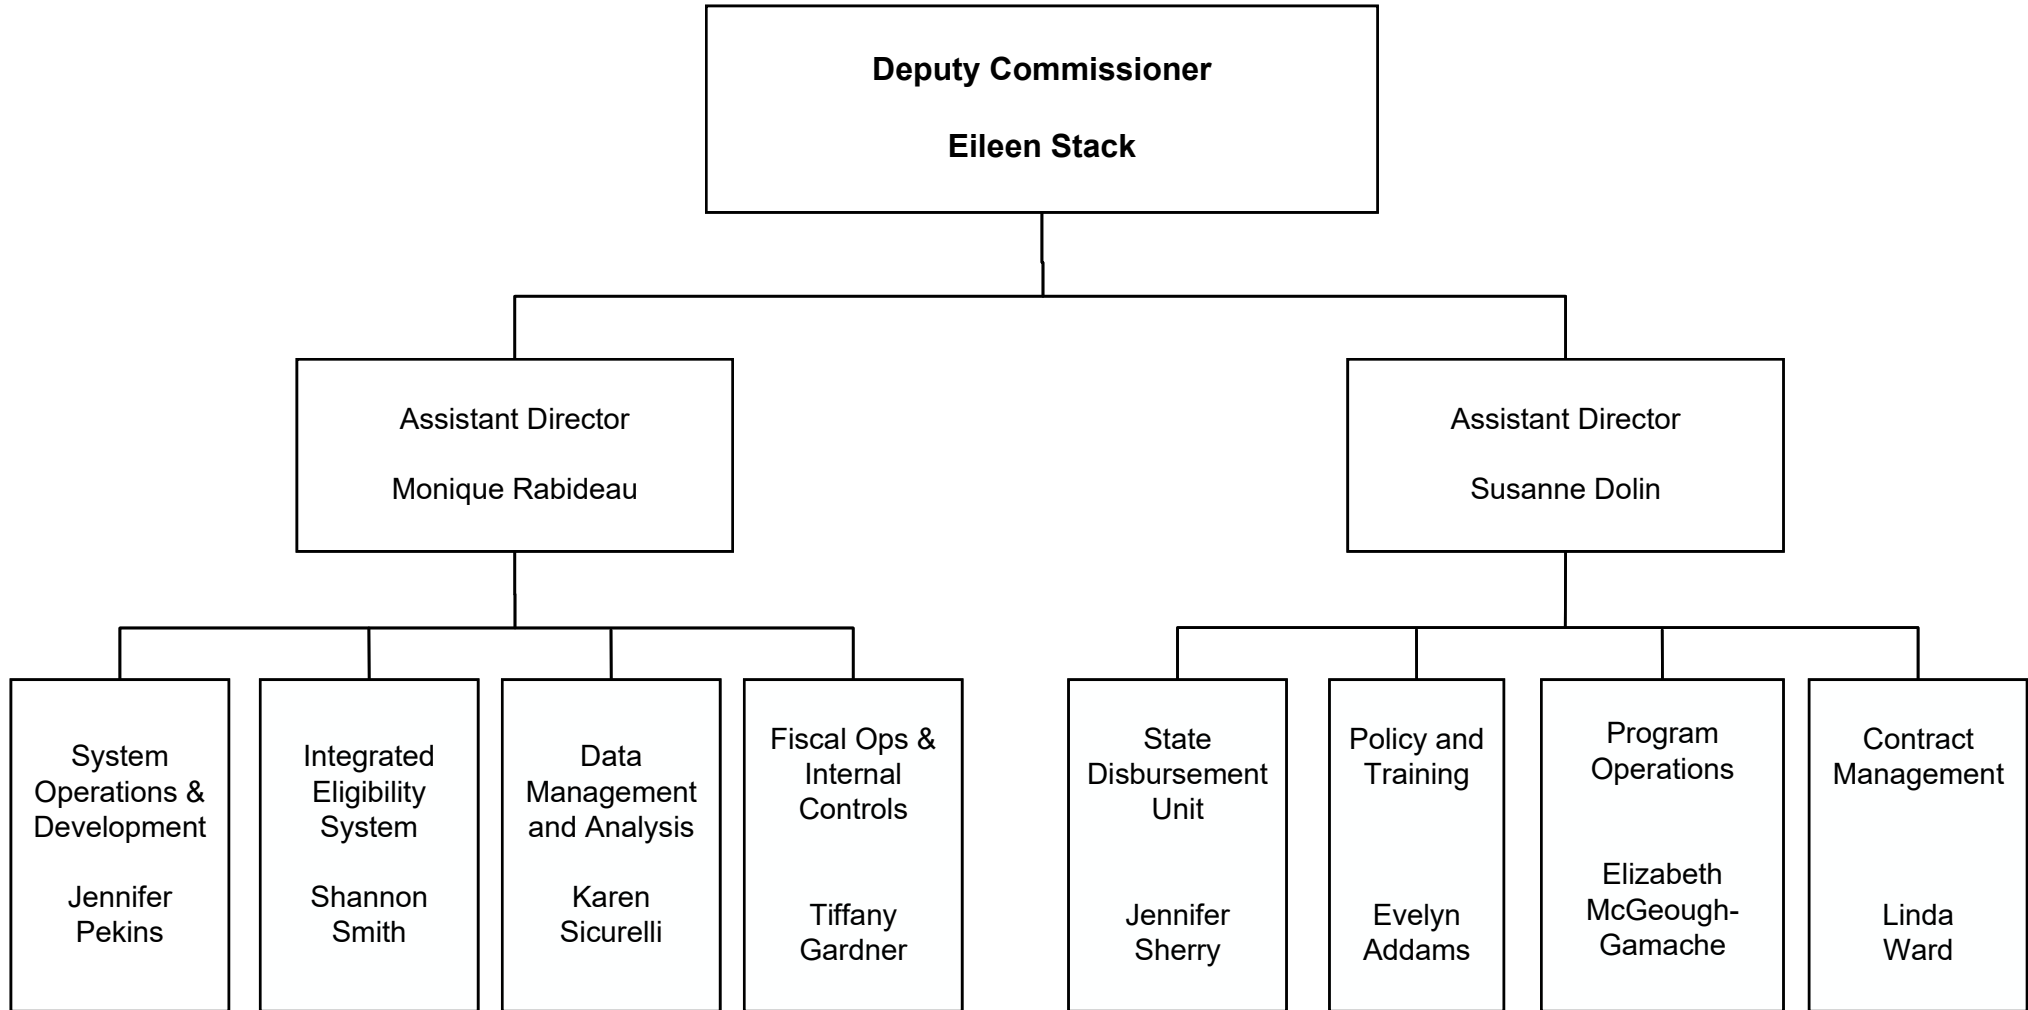 Deputy Commissioner
Eileen Stack
Assistant Director
Monique Rabideau
Assistant Director
Susanne Dolin
System
Operations &
Development
Jennifer
Pekins
Integrated
Eligibility
System
Shannon
Smith
Data
Management
and Analysis
Karen
Sicurelli
Fiscal Ops &
Internal
Controls
Tiffany
Gardner
State
Disbursement
Unit
Jennifer
Sherry
Policy and
Training
Evelyn
Addams
Program
Operations
Elizabeth
McGeough-
Gamache
Contract
Management
Linda
Ward